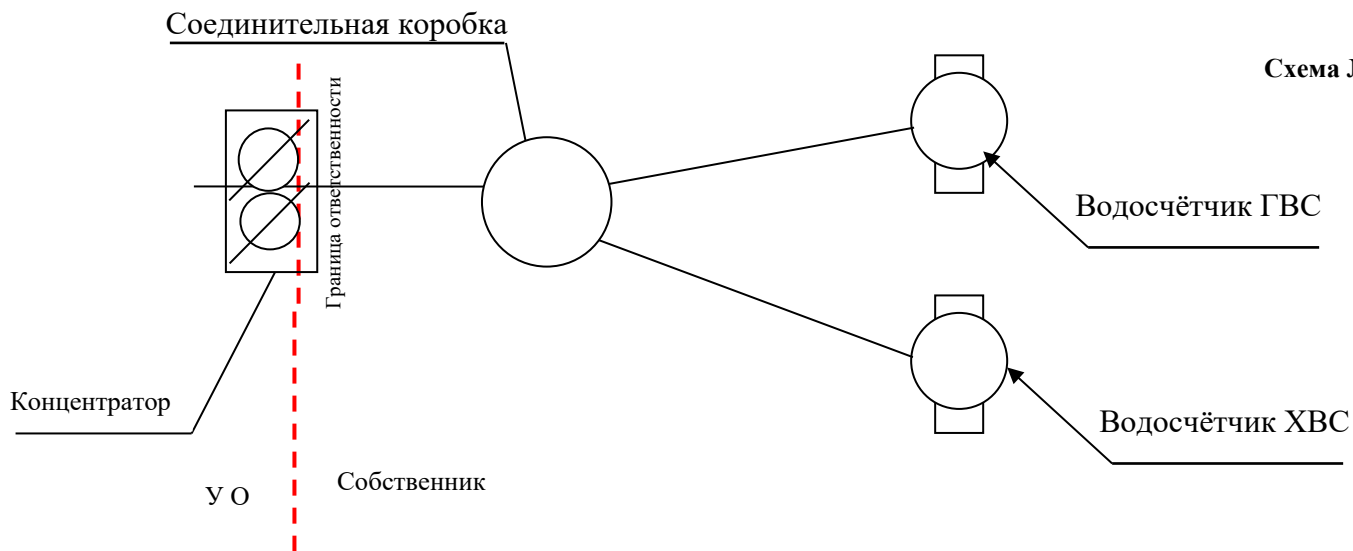 Соединительная коробка
Схема
Граница ответственности
Водосчётчик ГВС
Концентратор
Водосчётчик ХВС
Собственник
У О